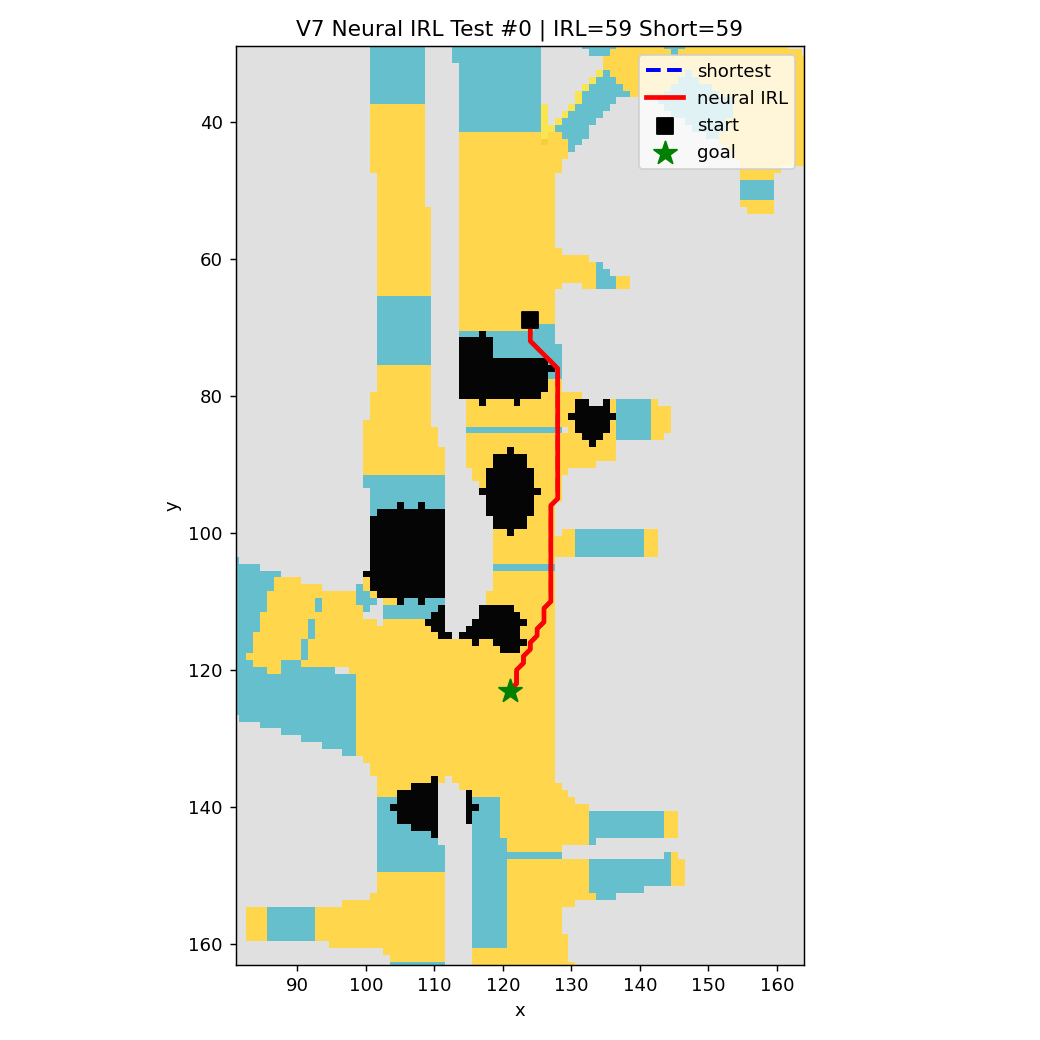 V7 Neural IRL Test #0 | IRL=59 Short=59
shortest
neural IRL
start
goal
40
60
80
100
120
140
160
y
90 100 110 120 130 140 150 160
x